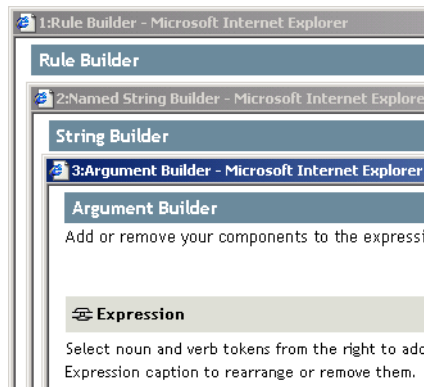 1:Rule Builder - Microsoft Internet Explorer
Rule Builder
2:Named String Builder - Microsoft Internet Explore
String Builder
3:Argument Builder - Microsoft Internet Explorer
Argument Builder
Add or remove your components to the expressi
Expression
Select noun and verb tokens from the right to add
Expression caption to rearrange or remove them.